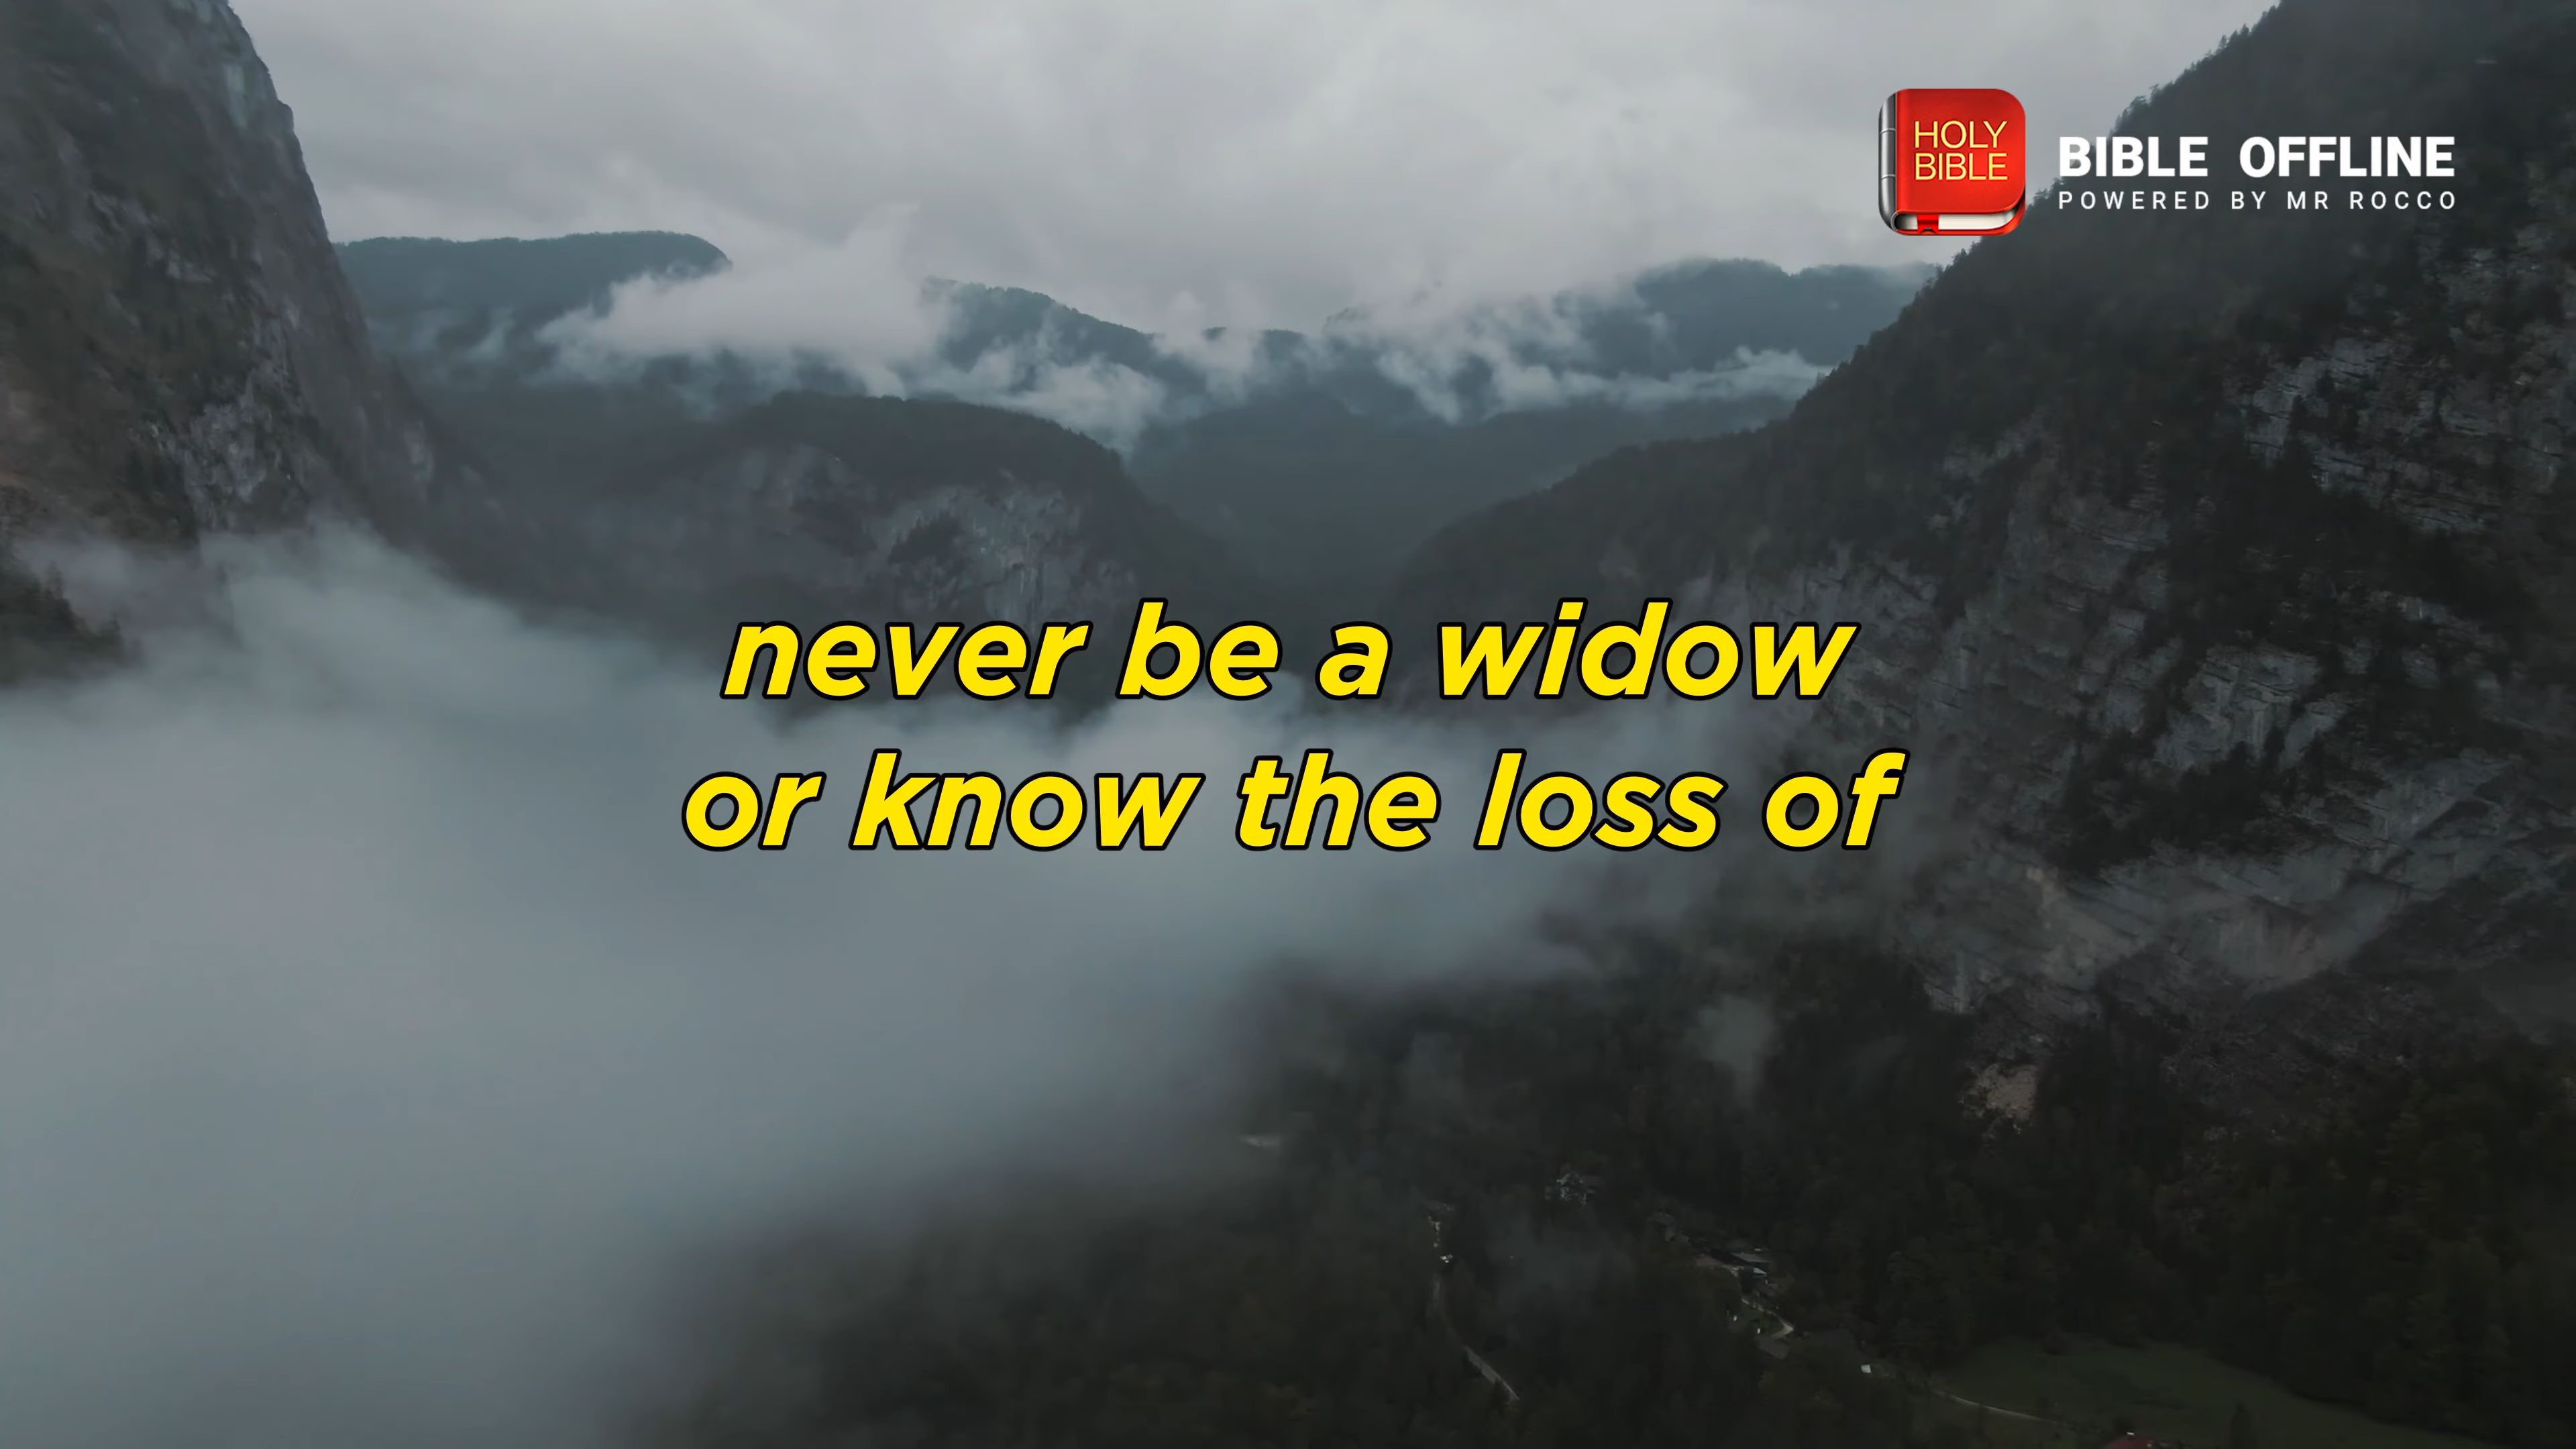 HOLY
BIBLE
BIBLE OFFLINE
POWERED BY MR ROCCO
never be a widow
or know the loss of